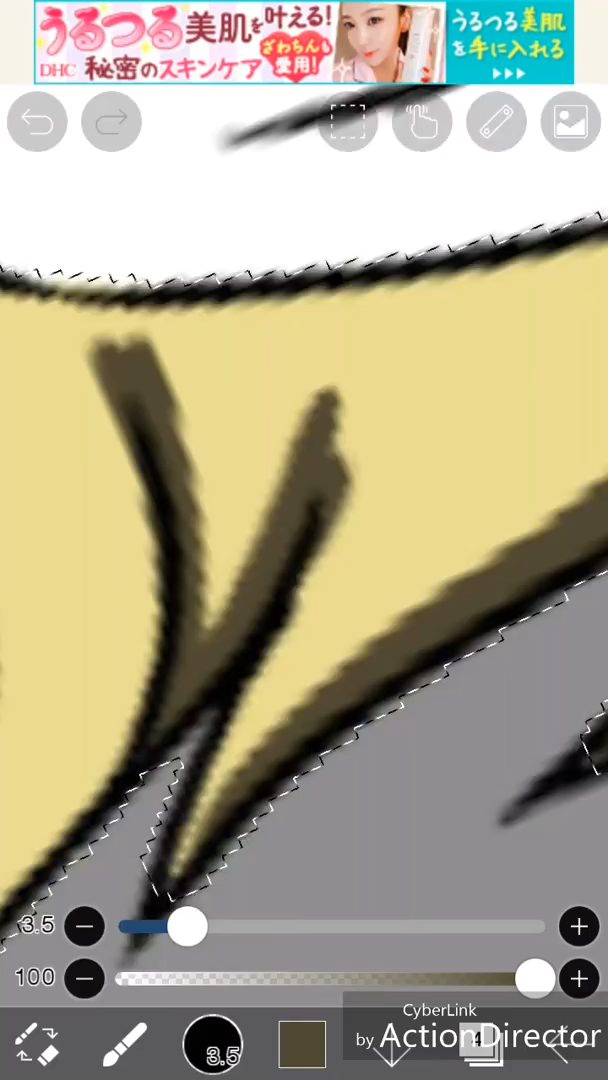 うるつる美肌を叶える!
DHC 秘密のスキンケア
ざわちんも
愛用!
うるつる美肌
を手に入れる
3.5
100
3.5
4
CyberLink
by ActionDirector